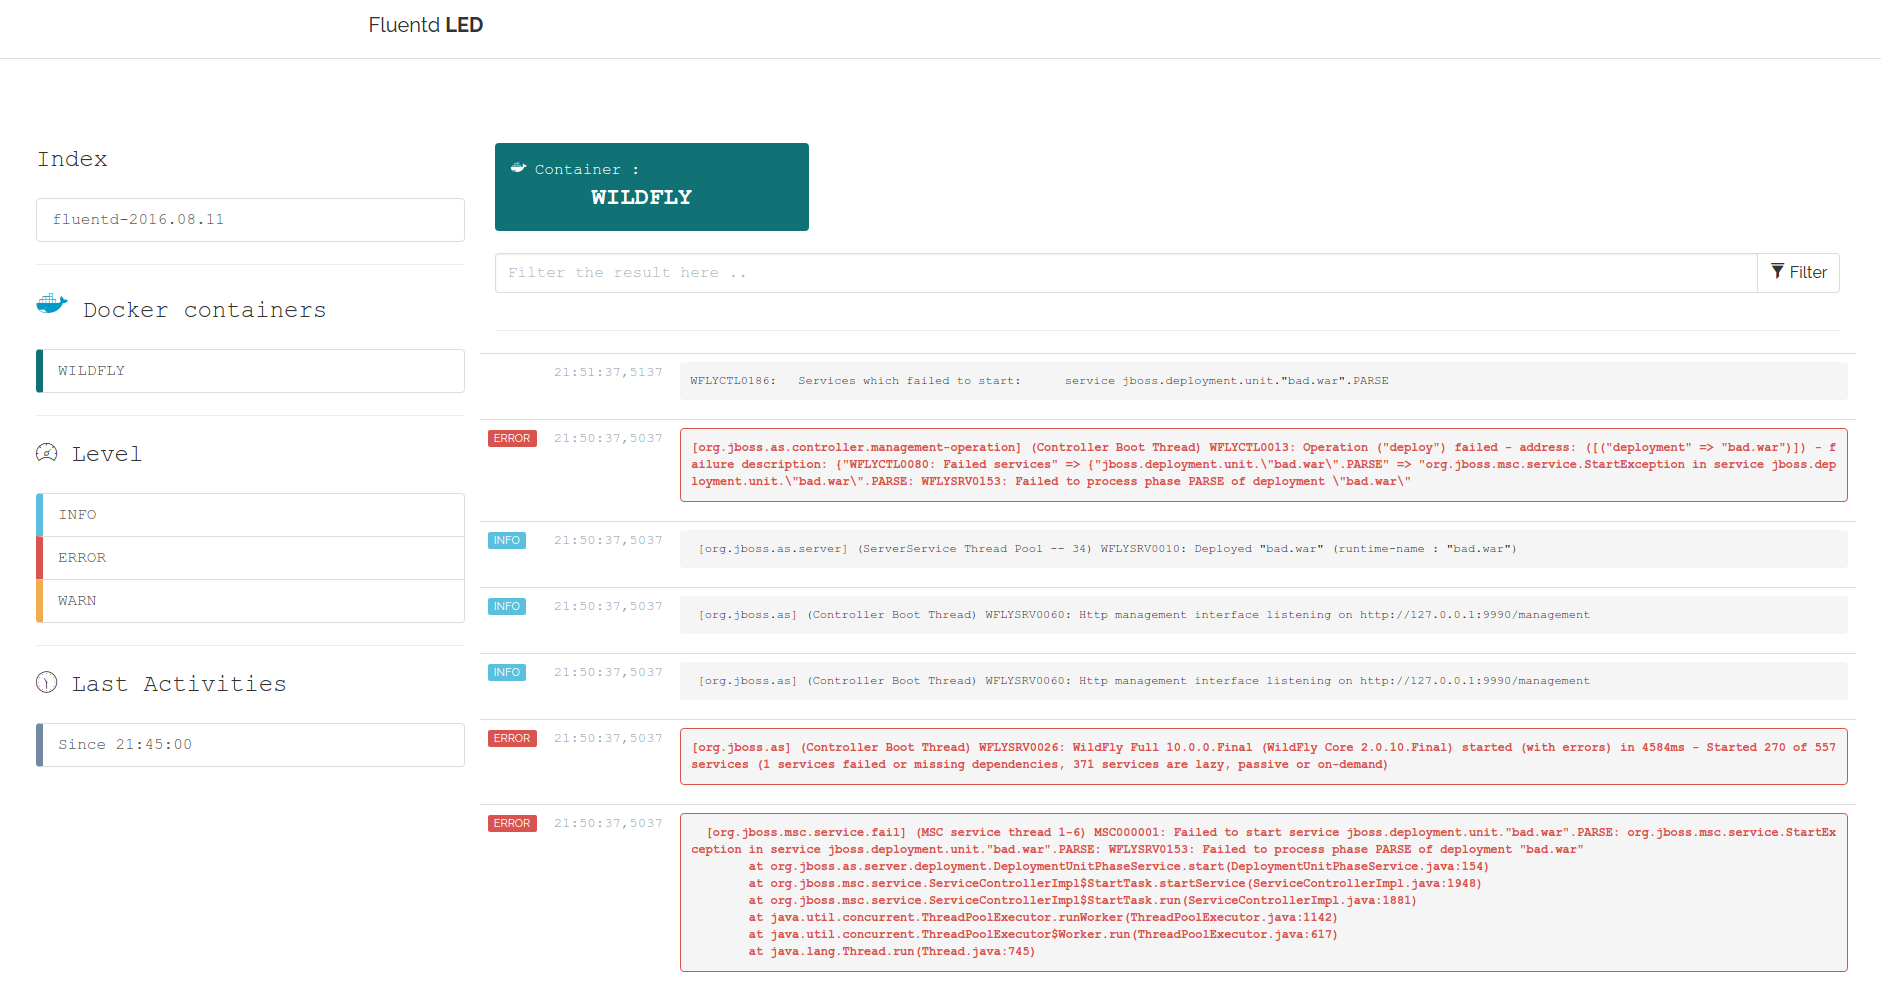 Fluentd LED
Index
fluentd-2016.08.11
Docker containers
WILDFLY
Level
INFO
ERROR
WARN
Last Activities
Since 21:45:00
Container :
WILDFLY
Filter the result here ..
Filter
21:51:37,5137
WFLYCTL0186:   Services which failed to start:      service jboss.deployment.unit."bad.war".PARSE
ERROR
21:50:37,5037
[org.jboss.as.controller.management-operation] (Controller Boot Thread) WFLYCTL0013: Operation ("deploy") failed - address: ([("deployment" => "bad.war")]) - f
ailure description: {"WFLYCTL0080: Failed services" => {"jboss.deployment.unit.\"bad.war\".PARSE" => "org.jboss.msc.service.StartException in service jboss.dep
loyment.unit.\"bad.war\".PARSE: WFLYSRV0153: Failed to process phase PARSE of deployment \"bad.war\"
INFO
21:50:37,5037
[org.jboss.as.server] (ServerService Thread Pool -- 34) WFLYSRV0010: Deployed "bad.war" (runtime-name : "bad.war")
INFO
21:50:37,5037
[org.jboss.as] (Controller Boot Thread) WFLYSRV0060: Http management interface listening on http://127.0.0.1:9990/management
INFO
21:50:37,5037
[org.jboss.as] (Controller Boot Thread) WFLYSRV0060: Http management interface listening on http://127.0.0.1:9990/management
ERROR
21:50:37,5037
[org.jboss.as] (Controller Boot Thread) WFLYSRV0026: WildFly Full 10.0.0.Final (WildFly Core 2.0.10.Final) started (with errors) in 4584ms - Started 270 of 557
services (1 services failed or missing dependencies, 371 services are lazy, passive or on-demand)
ERROR
21:50:37,5037
[org.jboss.msc.service.fail] (MSC service thread 1-6) MSC000001: Failed to start service jboss.deployment.unit."bad.war".PARSE: org.jboss.msc.service.StartEx
ception in service jboss.deployment.unit."bad.war".PARSE: WFLYSRV0153: Failed to process phase PARSE of deployment "bad.war"
at org.jboss.as.server.deployment.DeploymentUnitPhaseService.start(DeploymentUnitPhaseService.java:154)
at org.jboss.msc.service.ServiceControllerImpl$StartTask.startService(ServiceControllerImpl.java:1948)
at org.jboss.msc.service.ServiceControllerImpl$StartTask.run(ServiceControllerImpl.java:1881)
at java.util.concurrent.ThreadPoolExecutor.runWorker(ThreadPoolExecutor.java:1142)
at java.util.concurrent.ThreadPoolExecutor$Worker.run(ThreadPoolExecutor.java:617)
at java.lang.Thread.run(Thread.java:745)